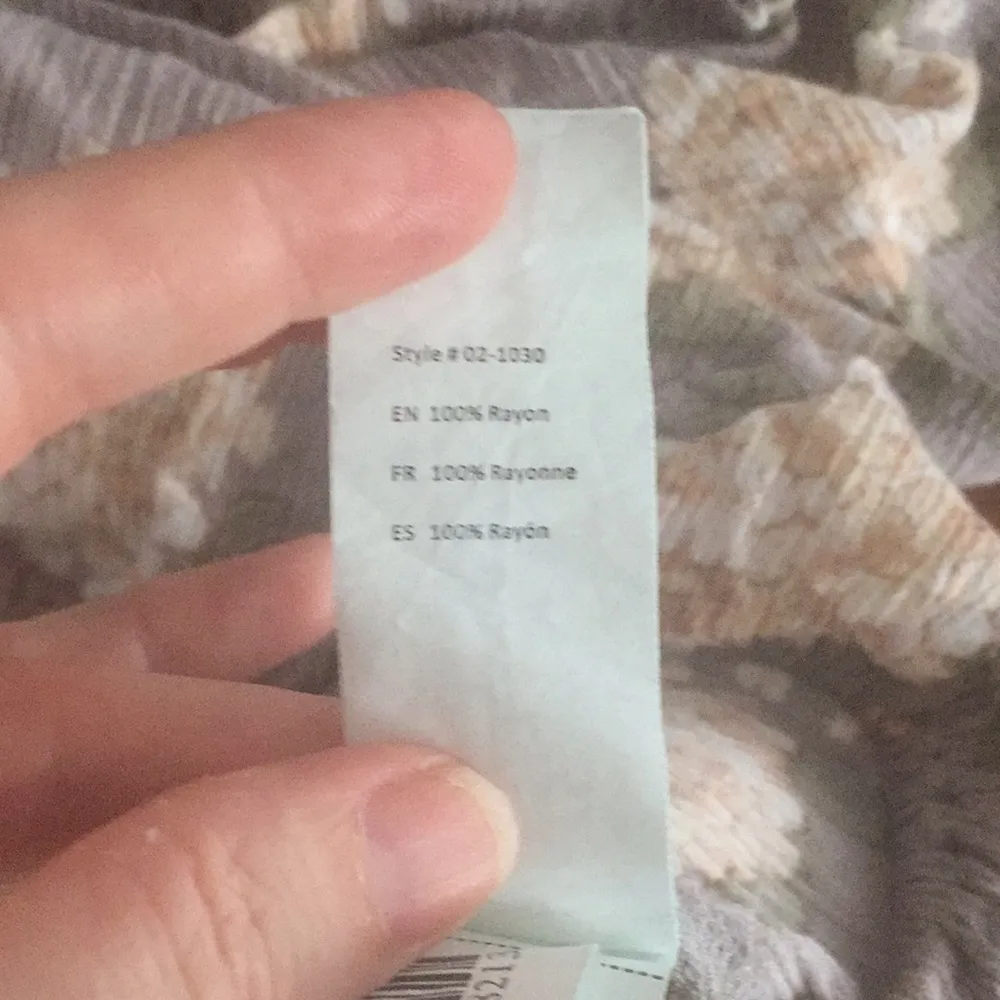 Style # 02-1030
EN 100% Rayon
FR 100% Rayonne
ES 100% Rayón